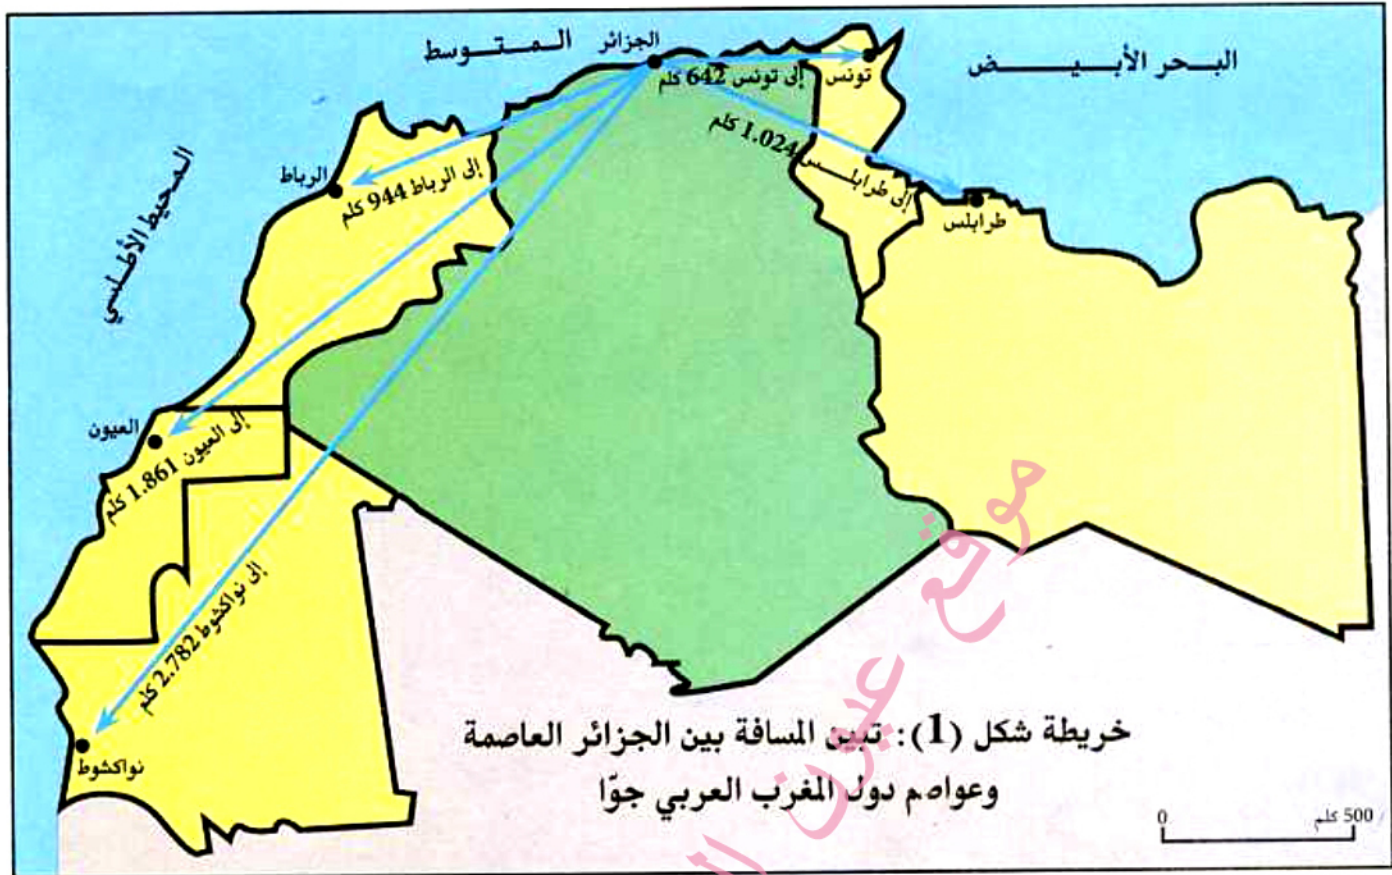 البحر الأبيض
المتوسط
الجزائر
تونس
إلى تونس 642 كلم
إلى طرابلس 1.024 كلم
طرابلس
المحيط الأطلسي
الرباط
إلى الرباط 944 كلم
العيون
إلى العيون 1.861 كلم
إلى نواكشوط 2.782 كلم
نواكشوط
خريطة شكل (1): تبين المسافة بين الجزائر العاصمة
وعواصم دول المغرب العربي جوّا
0 500 كلم
موقع عيون